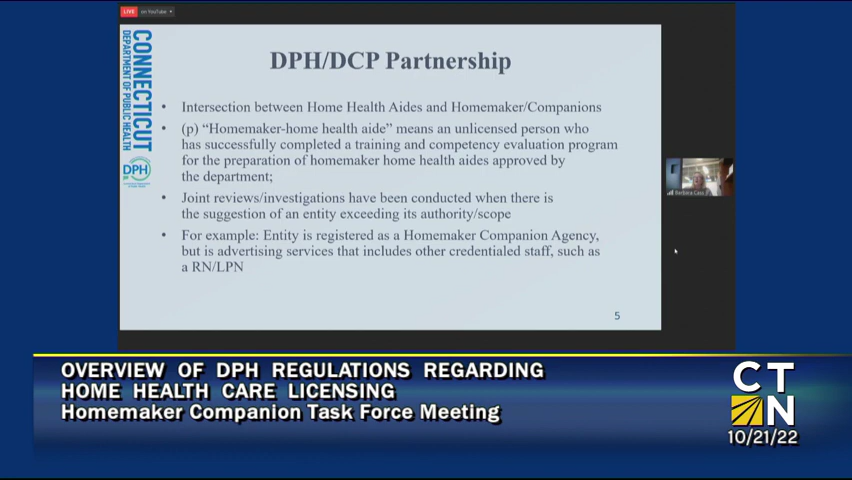 LIVE on YouTube
CONNECTICUT
DEPARTMENT OF PUBLIC HEALTH
DPH
DPH/DCP Partnership
• Intersection between Home Health Aides and Homemaker/Companions
• (p) “Homemaker-home health aide” means an unlicensed person who
has successfully completed a training and competency evaluation program
for the preparation of homemaker home health aides approved by
the department;
• Joint reviews/investigations have been conducted when there is
the suggestion of an entity exceeding its authority/scope
• For example: Entity is registered as a Homemaker Companion Agency,
but is advertising services that includes other credentialed staff, such as
a RN/LPN
5
Barbara Cass
OVERVIEW OF DPH REGULATIONS REGARDING
HOME HEALTH CARE LICENSING
Homemaker Companion Task Force Meeting
CT
N
10/21/22